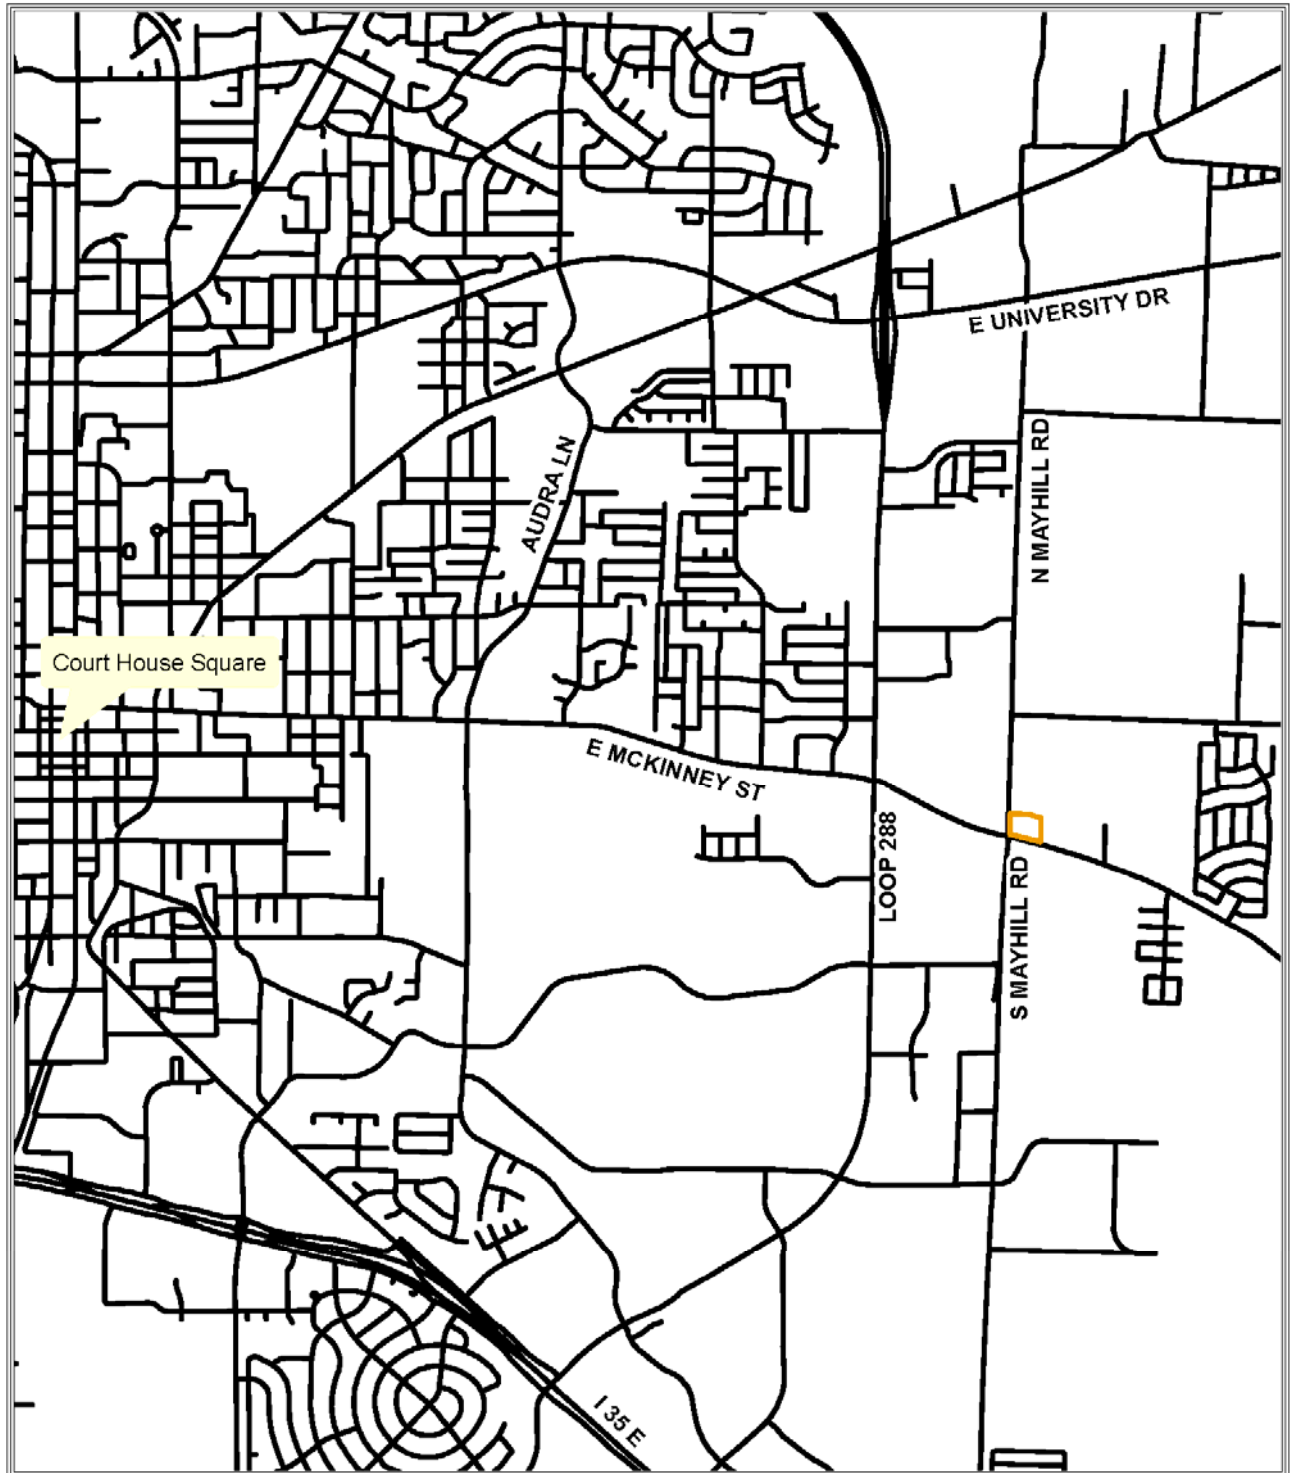 E UNIVERSITY DR
N MAYHILL RD
AUDRA LN
Court House Square
E MCKINNEY ST
LOOP 288
S MAYHILL RD
I 35 E